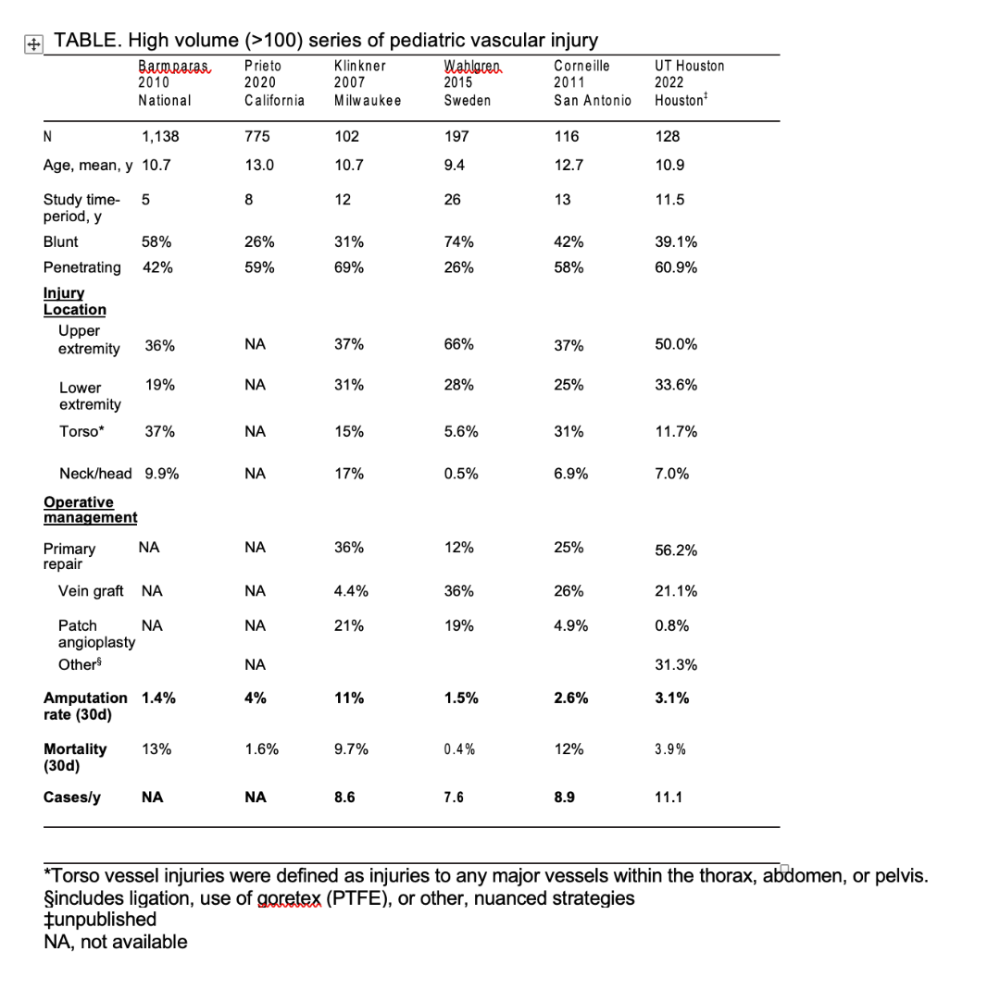 TABLE. High volume (>100) series of pediatric vascular injury
Barmparas Prieto Klinkner Wahlgren Corneille UT Houston
2010 2020 2007 2015 2011 2022
National California Milwaukee Sweden San Antonio Houston‡
N 1,138 775 102 197 116 128
Age, mean, y 10.7 13.0 10.7 9.4 12.7 10.9
Study time- 5 8 12 26 13 11.5
period, y
Blunt 58% 26% 31% 74% 42% 39.1%
Penetrating 42% 59% 69% 26% 58% 60.9%
Injury
Location
Upper
extremity 36% NA 37% 66% 37% 50.0%
Lower 19% NA 31% 28% 25% 33.6%
extremity
Torso* 37% NA 15% 5.6% 31% 11.7%
Neck/head 9.9% NA 17% 0.5% 6.9% 7.0%
Operative
management
Primary NA NA 36% 12% 25% 56.2%
repair
Vein graft NA NA 4.4% 36% 26% 21.1%
Patch NA NA 21% 19% 4.9% 0.8%
angioplasty
Other§ NA 31.3%
Amputation 1.4% 4% 11% 1.5% 2.6% 3.1%
rate (30d)
Mortality 13% 1.6% 9.7% 0.4% 12% 3.9%
(30d)
Cases/y NA NA 8.6 7.6 8.9 11.1
*Torso vessel injuries were defined as injuries to any major vessels within the thorax, abdomen, or pelvis.
§includes ligation, use of goretex (PTFE), or other, nuanced strategies
‡unpublished
NA, not available